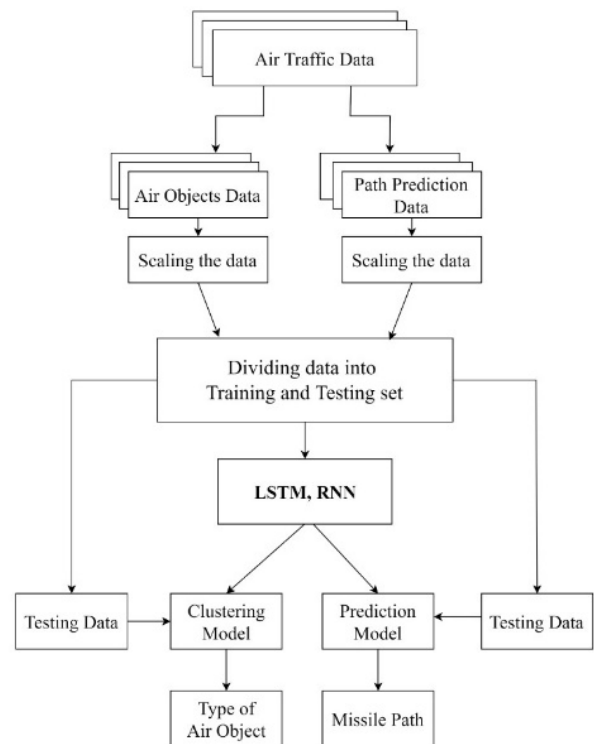 Air Traffic Data
Air Objects Data
Path Prediction
Data
Scaling the data
Scaling the data
Dividing data into
Training and Testing set
LSTM, RNN
Testing Data
Clustering
Model
Prediction
Model
Testing Data
Type of
Air Object
Missile Path